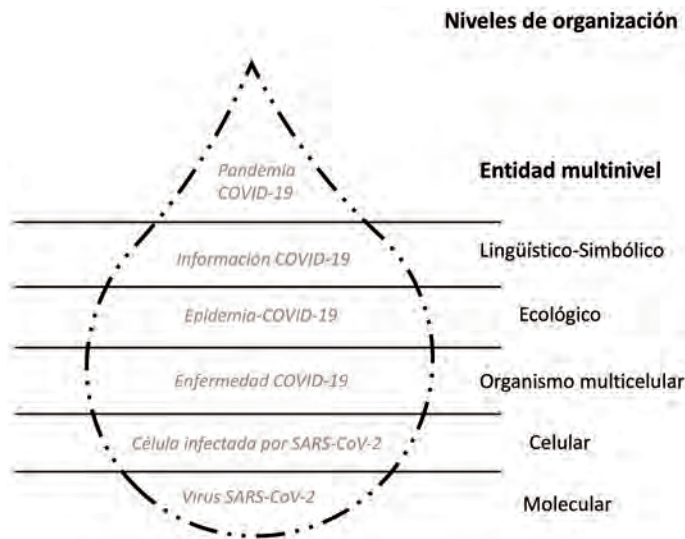 Niveles de organización
Pandemia
COVID-19
Entidad multinivel
Información COVID-19
Lingüístico-Simbólico
Epidemia-COVID-19
Ecológico
Enfermedad COVID-19
Organismo multicelular
Célula infectada por SARS-CoV-2
Celular
Virus SARS-CoV-2
Molecular